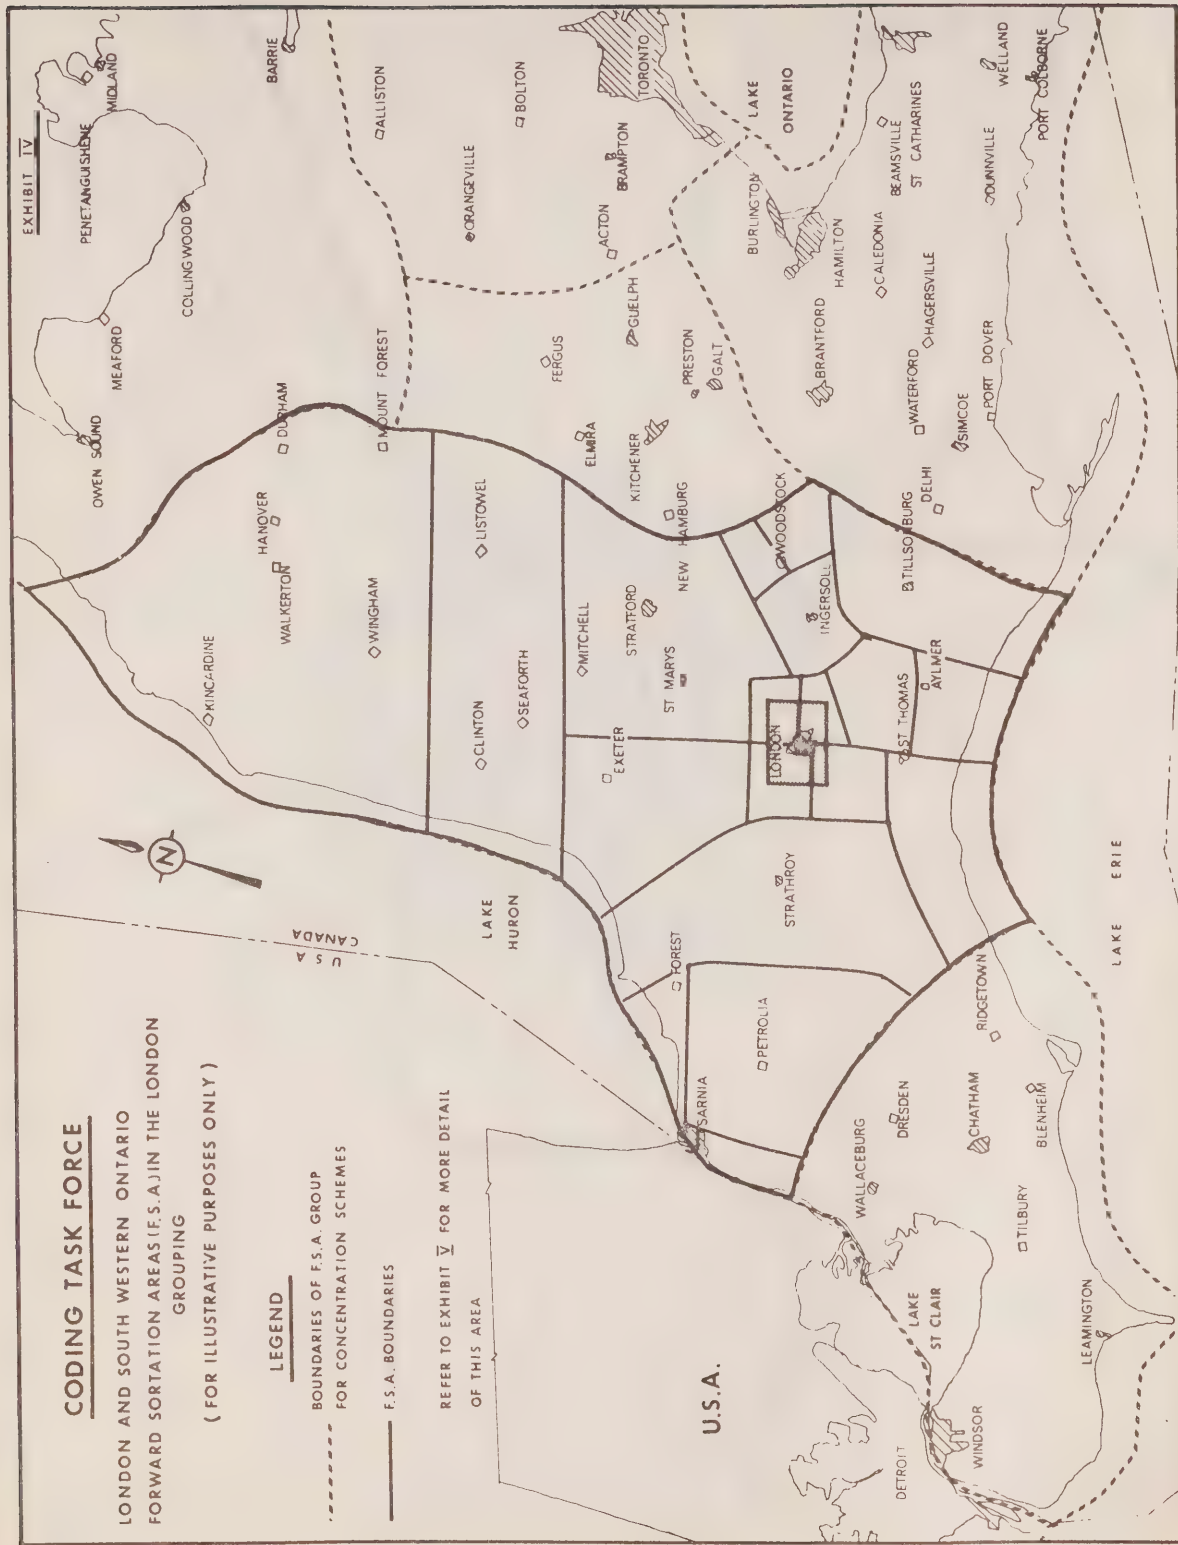 EXHIBIT IV
CODING TASK FORCE
LONDON AND SOUTH WESTERN ONTARIO
FORWARD SORTATION AREAS (F.S.A.) IN THE LONDON
GROUPING
( FOR ILLUSTRATIVE PURPOSES ONLY )
LEGEND
BOUNDARIES OF F.S.A. GROUP
FOR CONCENTRATION SCHEMES
F.S.A. BOUNDARIES
REFER TO EXHIBIT V FOR MORE DETAIL
OF THIS AREA
U.S.A.
N
U S A
CANADA
LAKE
HURON
PENETANGUISHENE
MIDLAND
BARRIE
COLLINGWOOD
MEAFORD
OWEN SOUND
ALLISTON
BOLTON
ORANGEVILLE
TORONTO
BRAMPTON
ACTON
LAKE
ONTARIO
DURHAM
MOUNT FOREST
HANOVER
WALKERTON
KINCARDINE
WINGHAM
LISTOWEL
CLINTON
SEAFORTH
FERGUS
GUELPH
ELMIRA
KITCHENER
PRESTON
GALT
NEW HAMBURG
MITCHELL
STRATFORD
ST MARYS
EXETER
BURLINGTON
HAMILTON
BEAMSVILLE
ST CATHARINES
WELLAND
PORT COLBORNE
DUNNVILLE
CALEDONIA
HAGERSVILLE
BRANTFORD
WATERFORD
SIMCOE
PORT DOVER
DELHI
WOODSTOCK
INGERSOLL
TILLSONBURG
LONDON
ST THOMAS
AYLMER
STRATHROY
FOREST
PETROLIA
SARNIA
RIDGETOWN
DRESDEN
WALLACEBURG
CHATHAM
BLENHEIM
TILBURY
LAKE
ST CLAIR
LEAMINGTON
DETROIT
WINDSOR
LAKE ERIE